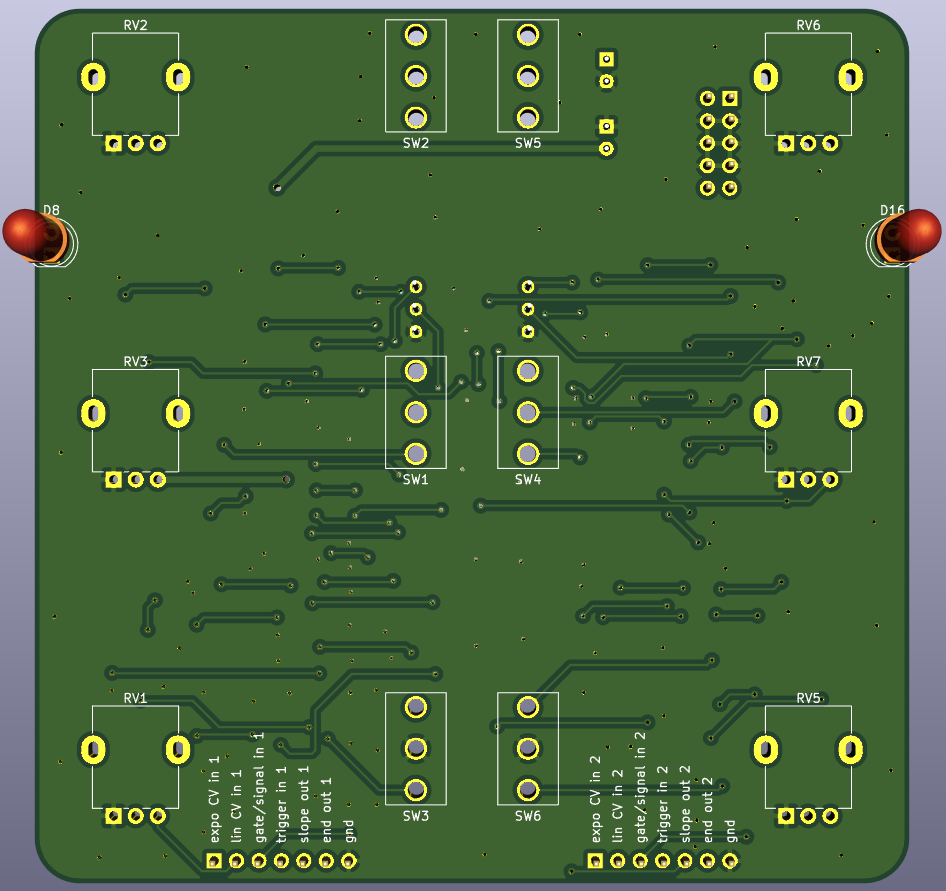 RV2
RV6
SW2
SW5
D8
D16
RV3
RV7
SW1
SW4
RV1
RV5
SW3
SW6
expo CV in 1
lin CV in 1
gate/signal in 1
trigger in 1
slope out 1
end out 1
gnd
expo CV in 2
lin CV in 2
gate/signal in 2
trigger in 2
slope out 2
end out 2
gnd